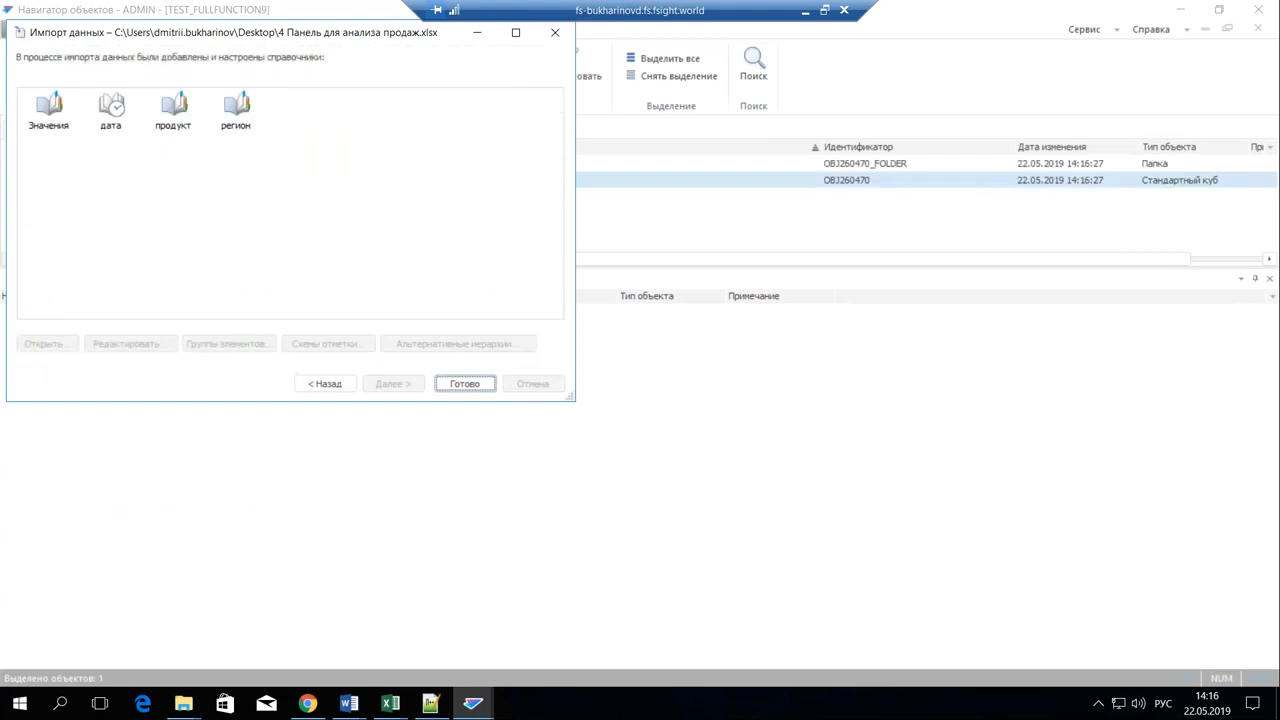 Навигатор объектов - ADMIN - [TEST_FULLFUNCTION9]
fs-bukharinovd.fs.fsight.world
Импорт данных – C:\Users\dmitrii.bukharinov\Desktop\4 Панель для анализа продаж.xlsx
Сервис
Справка
В процессе импорта данных были добавлены и настроены справочники:
Значения
дата
продукт
регион
Выделить все
Снять выделение
Выделение
Поиск
Поиск
Идентификатор
Дата изменения
Тип объекта
OBJ260470_FOLDER
22.05.2019 14:16:27
Папка
OBJ260470
22.05.2019 14:16:27
Стандартный куб
Тип объекта
Примечание
Открыть...
Редактировать...
Группы элементов...
Схемы отметки...
Альтернативные иерархии...
< Назад
Далее >
Готово
Отмена
Выделено объектов: 1
NUM
РУС
14:16
22.05.2019